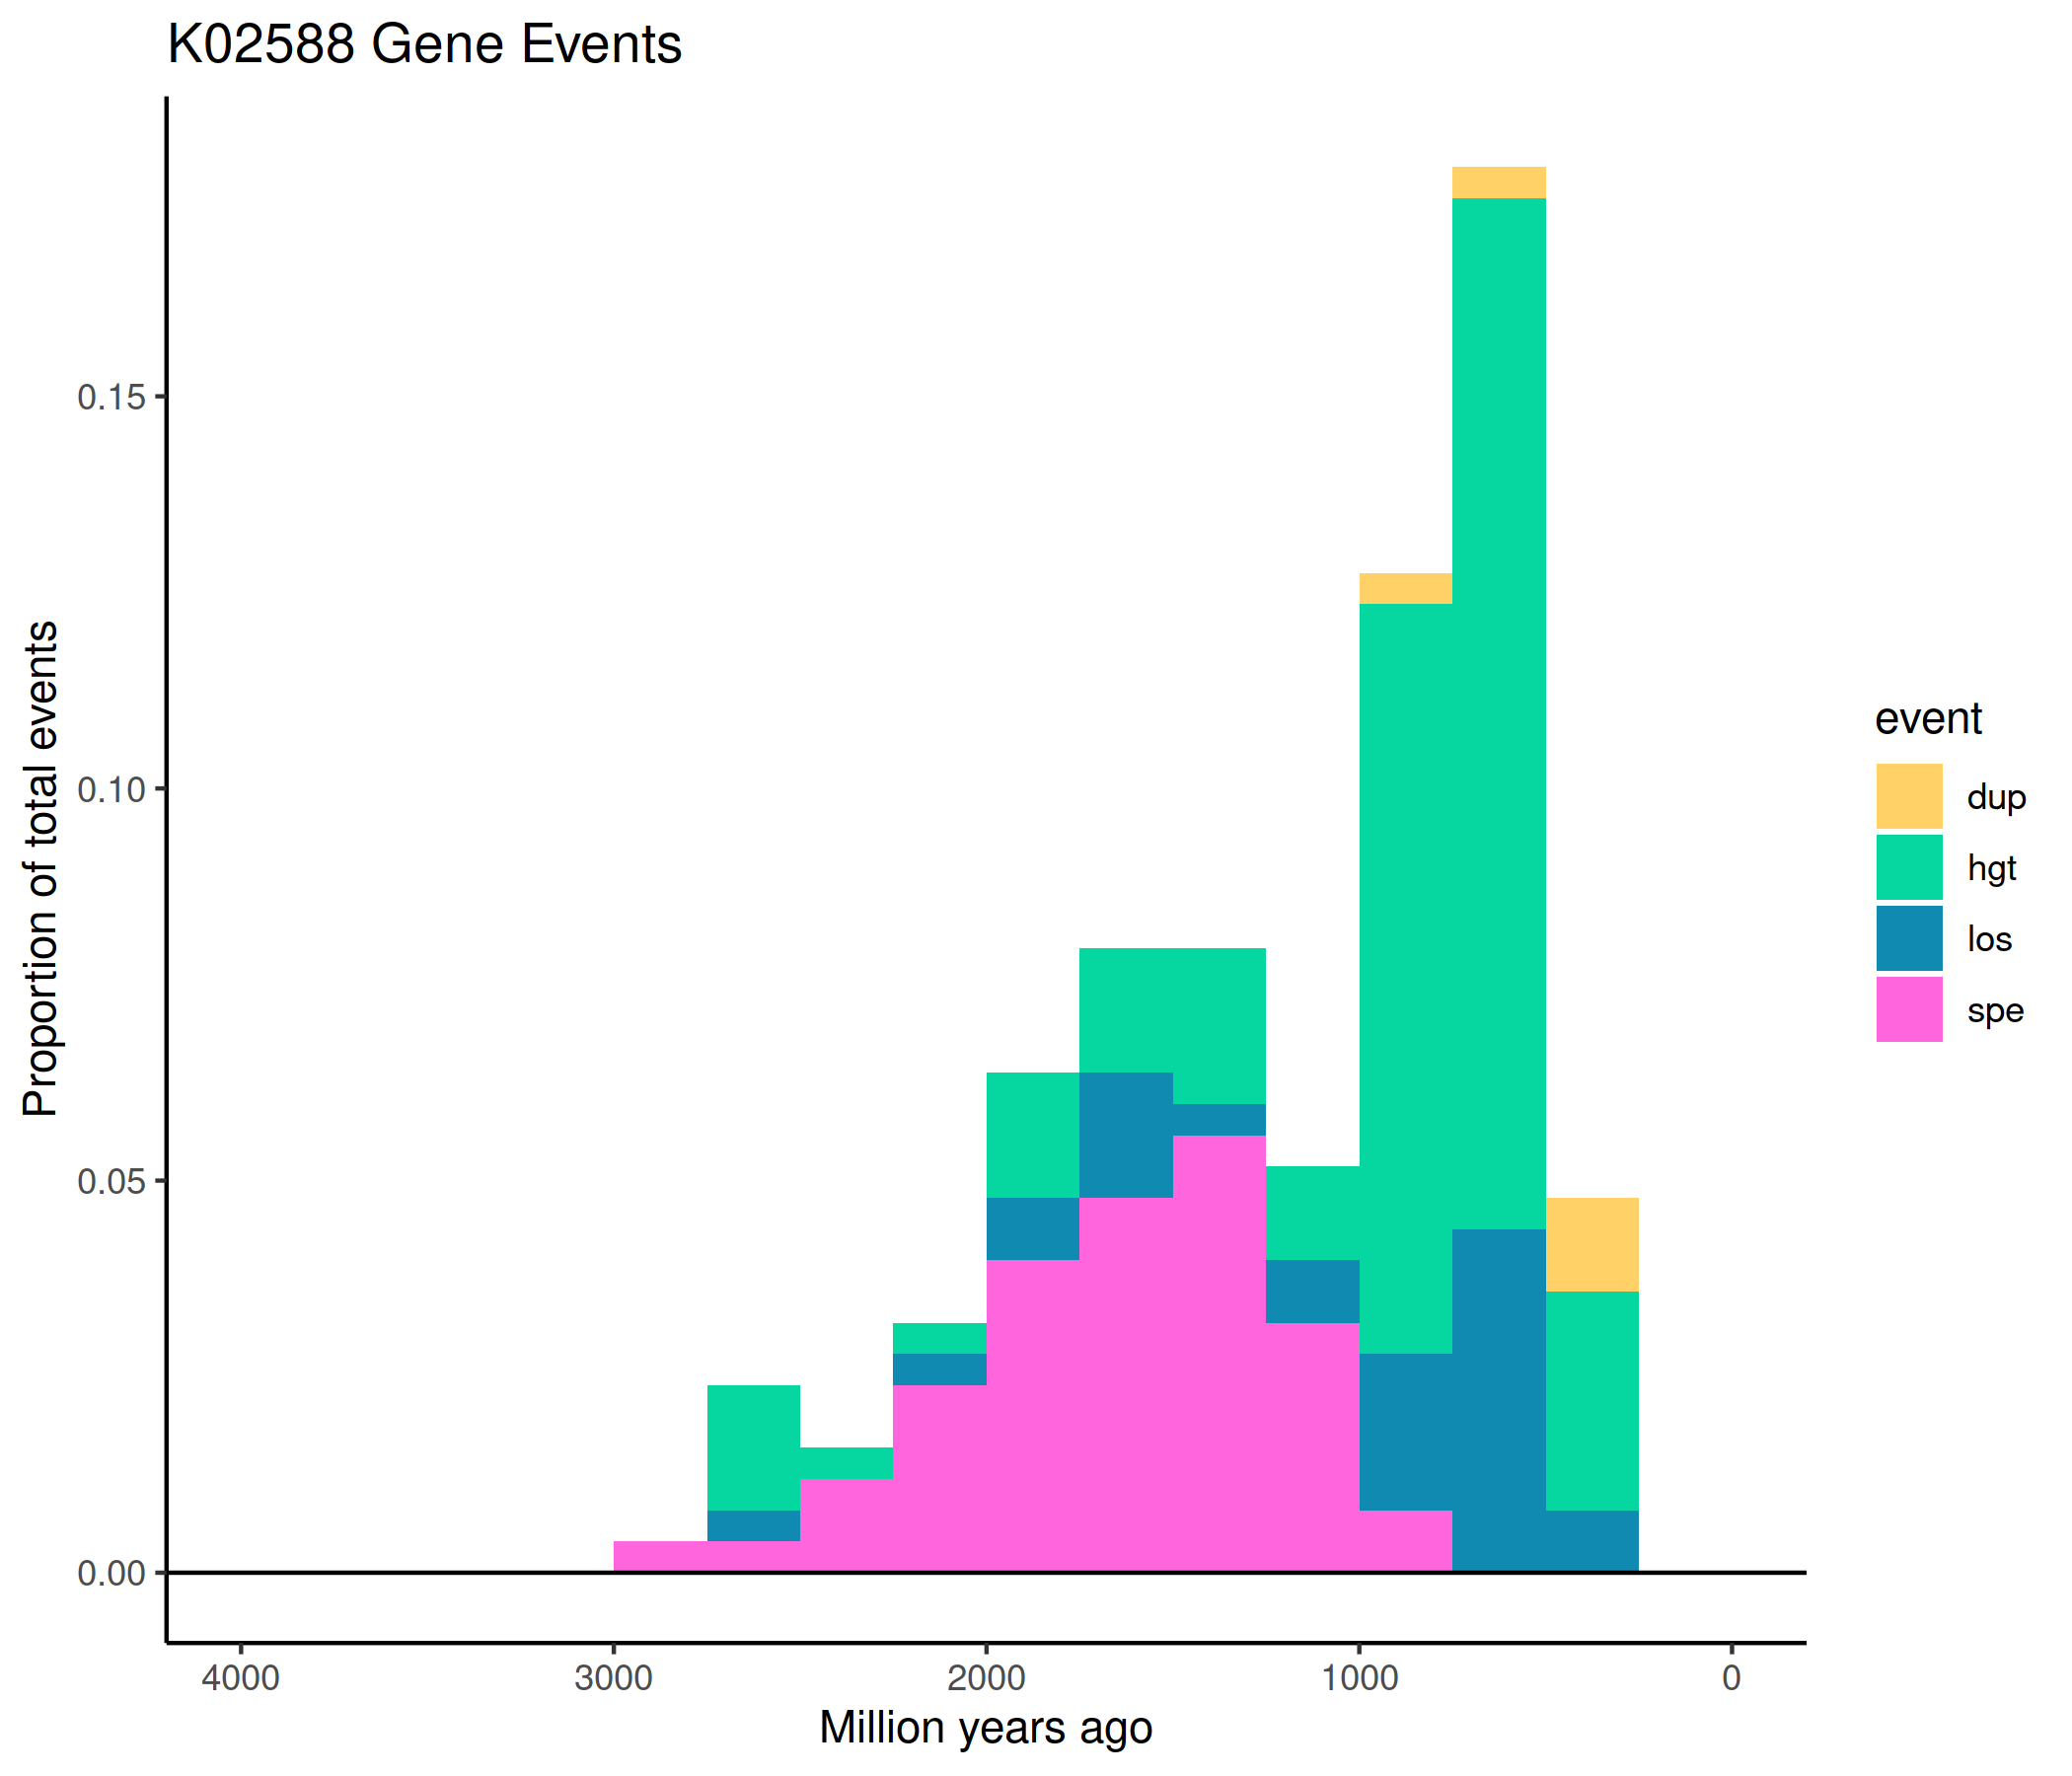 K02588 Gene Events
Proportion of total events
0.15
0.10
0.05
0.00
4000 3000 2000 1000 0
Million years ago
event
dup
hgt
los
spe